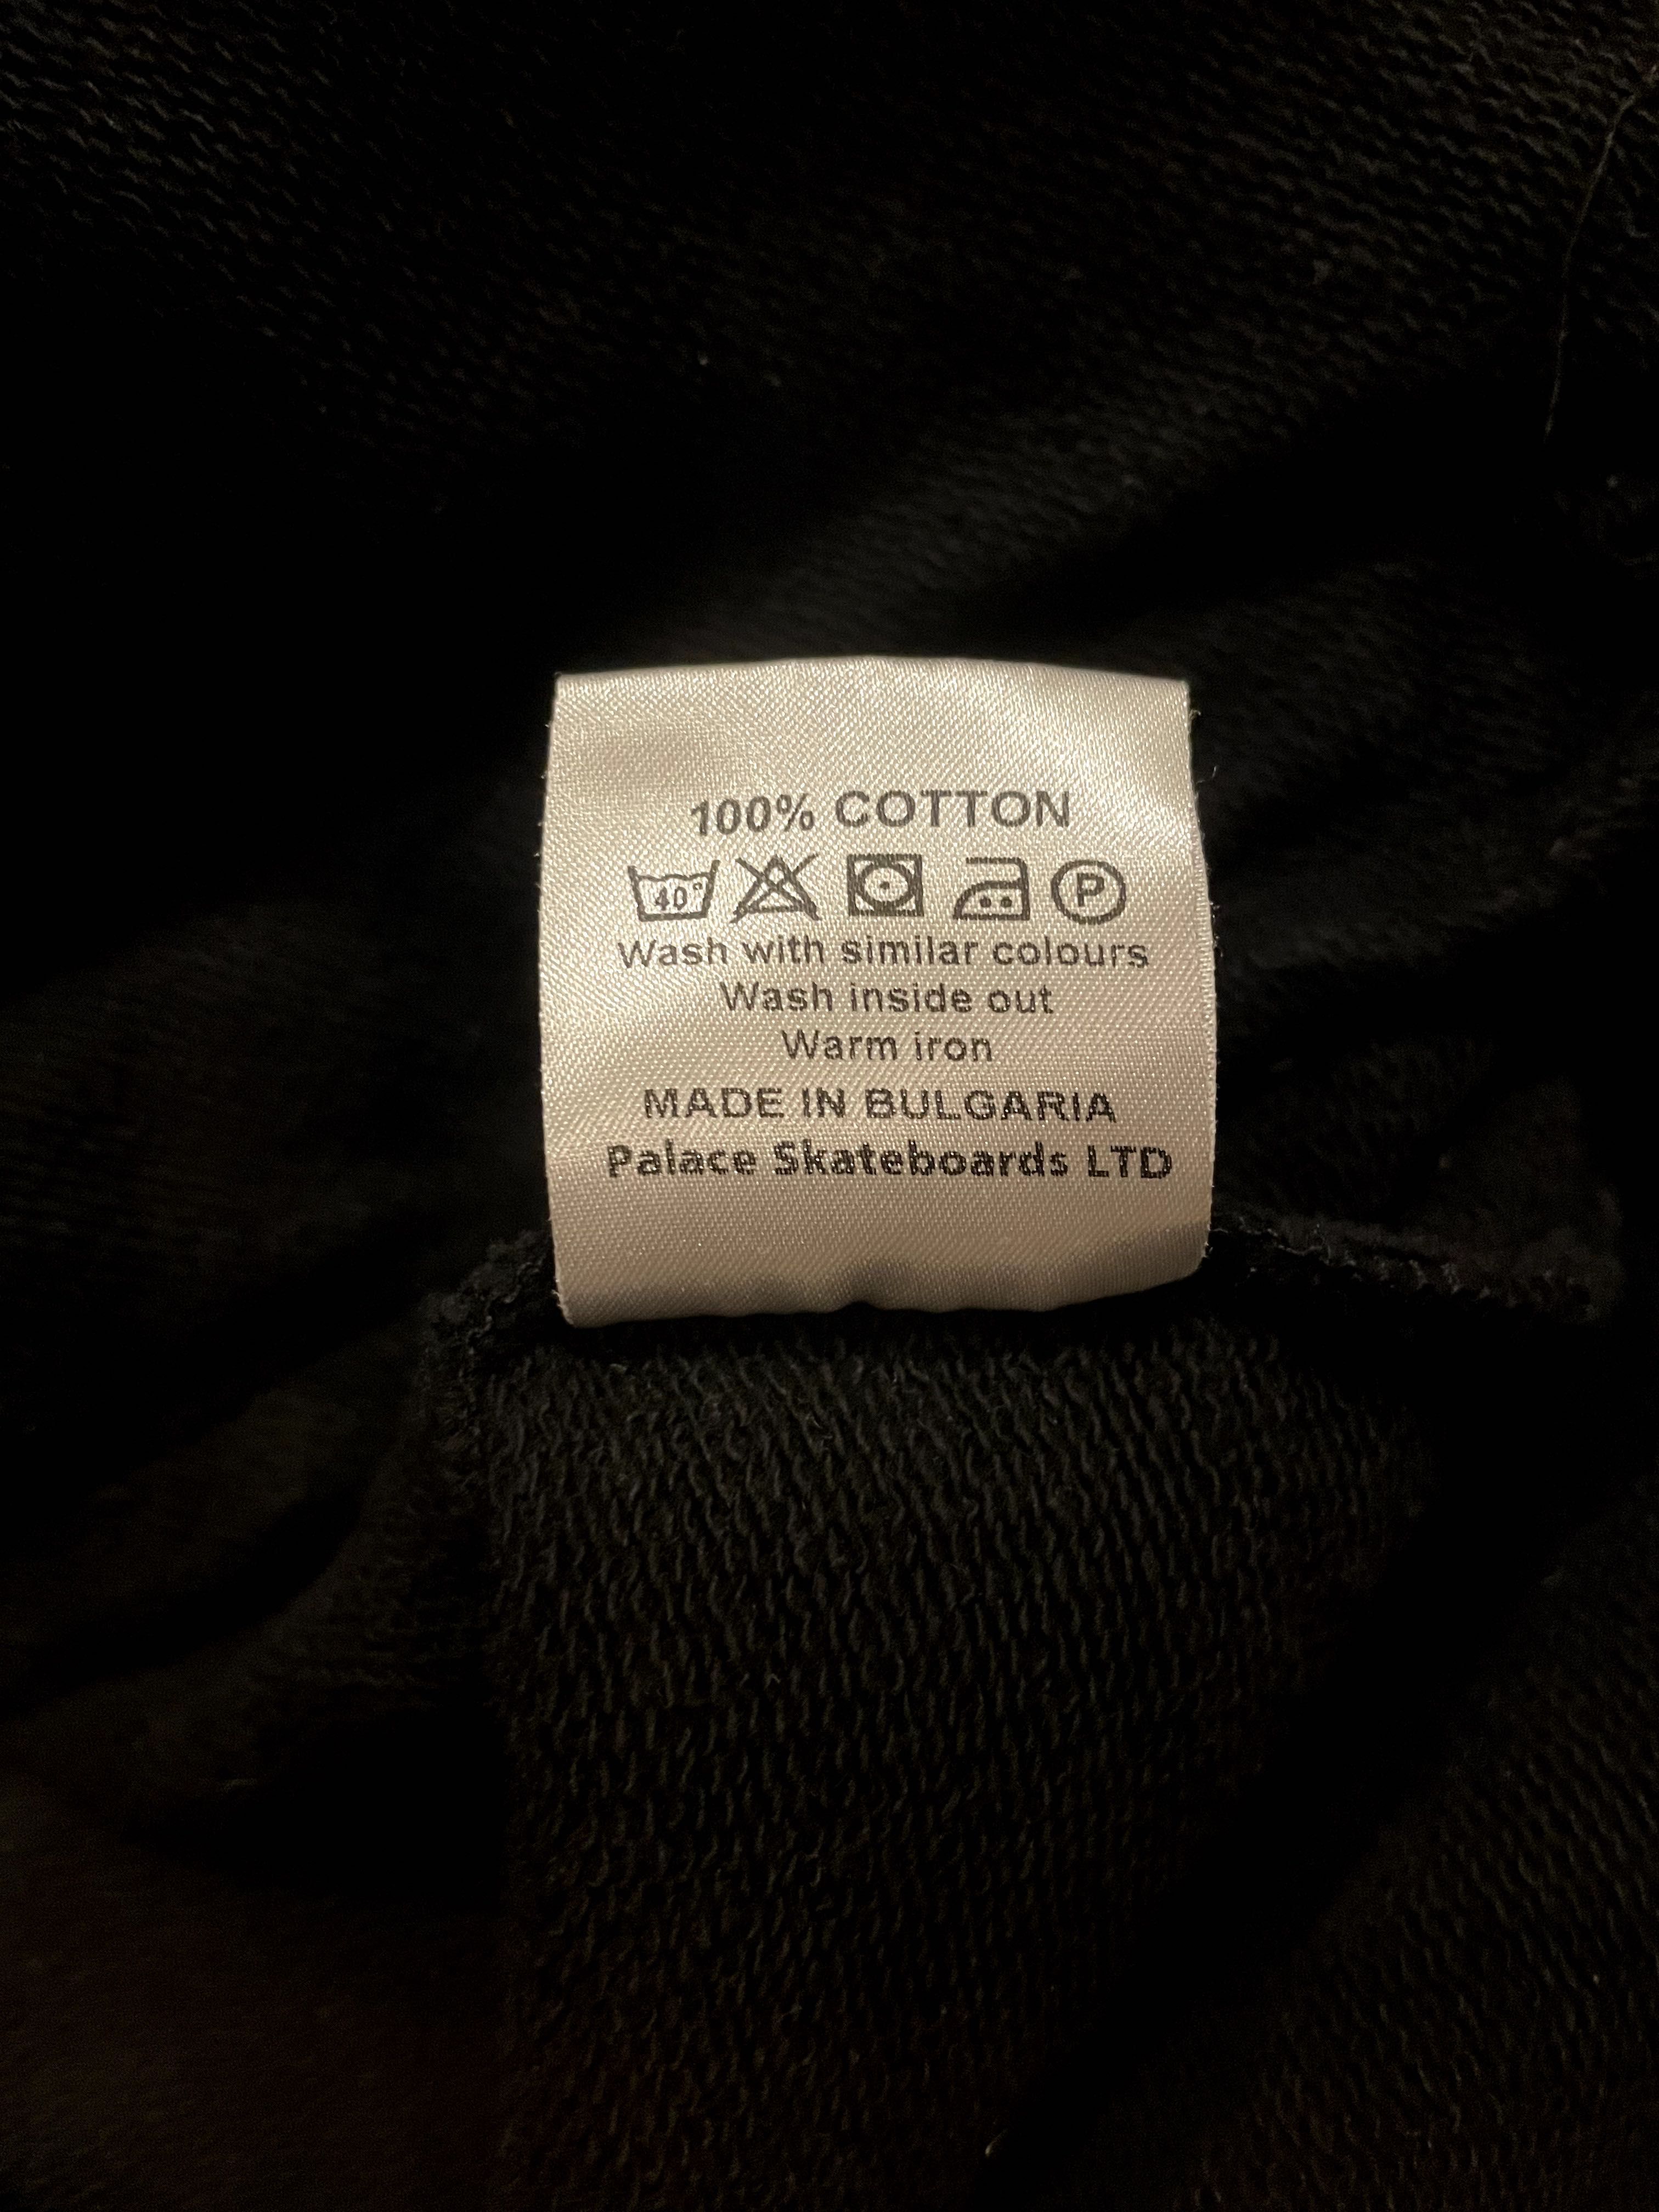 100% COTTON
40°
P
Wash with similar colours
Wash inside out
Warm iron
MADE IN BULGARIA
Palace Skateboards LTD